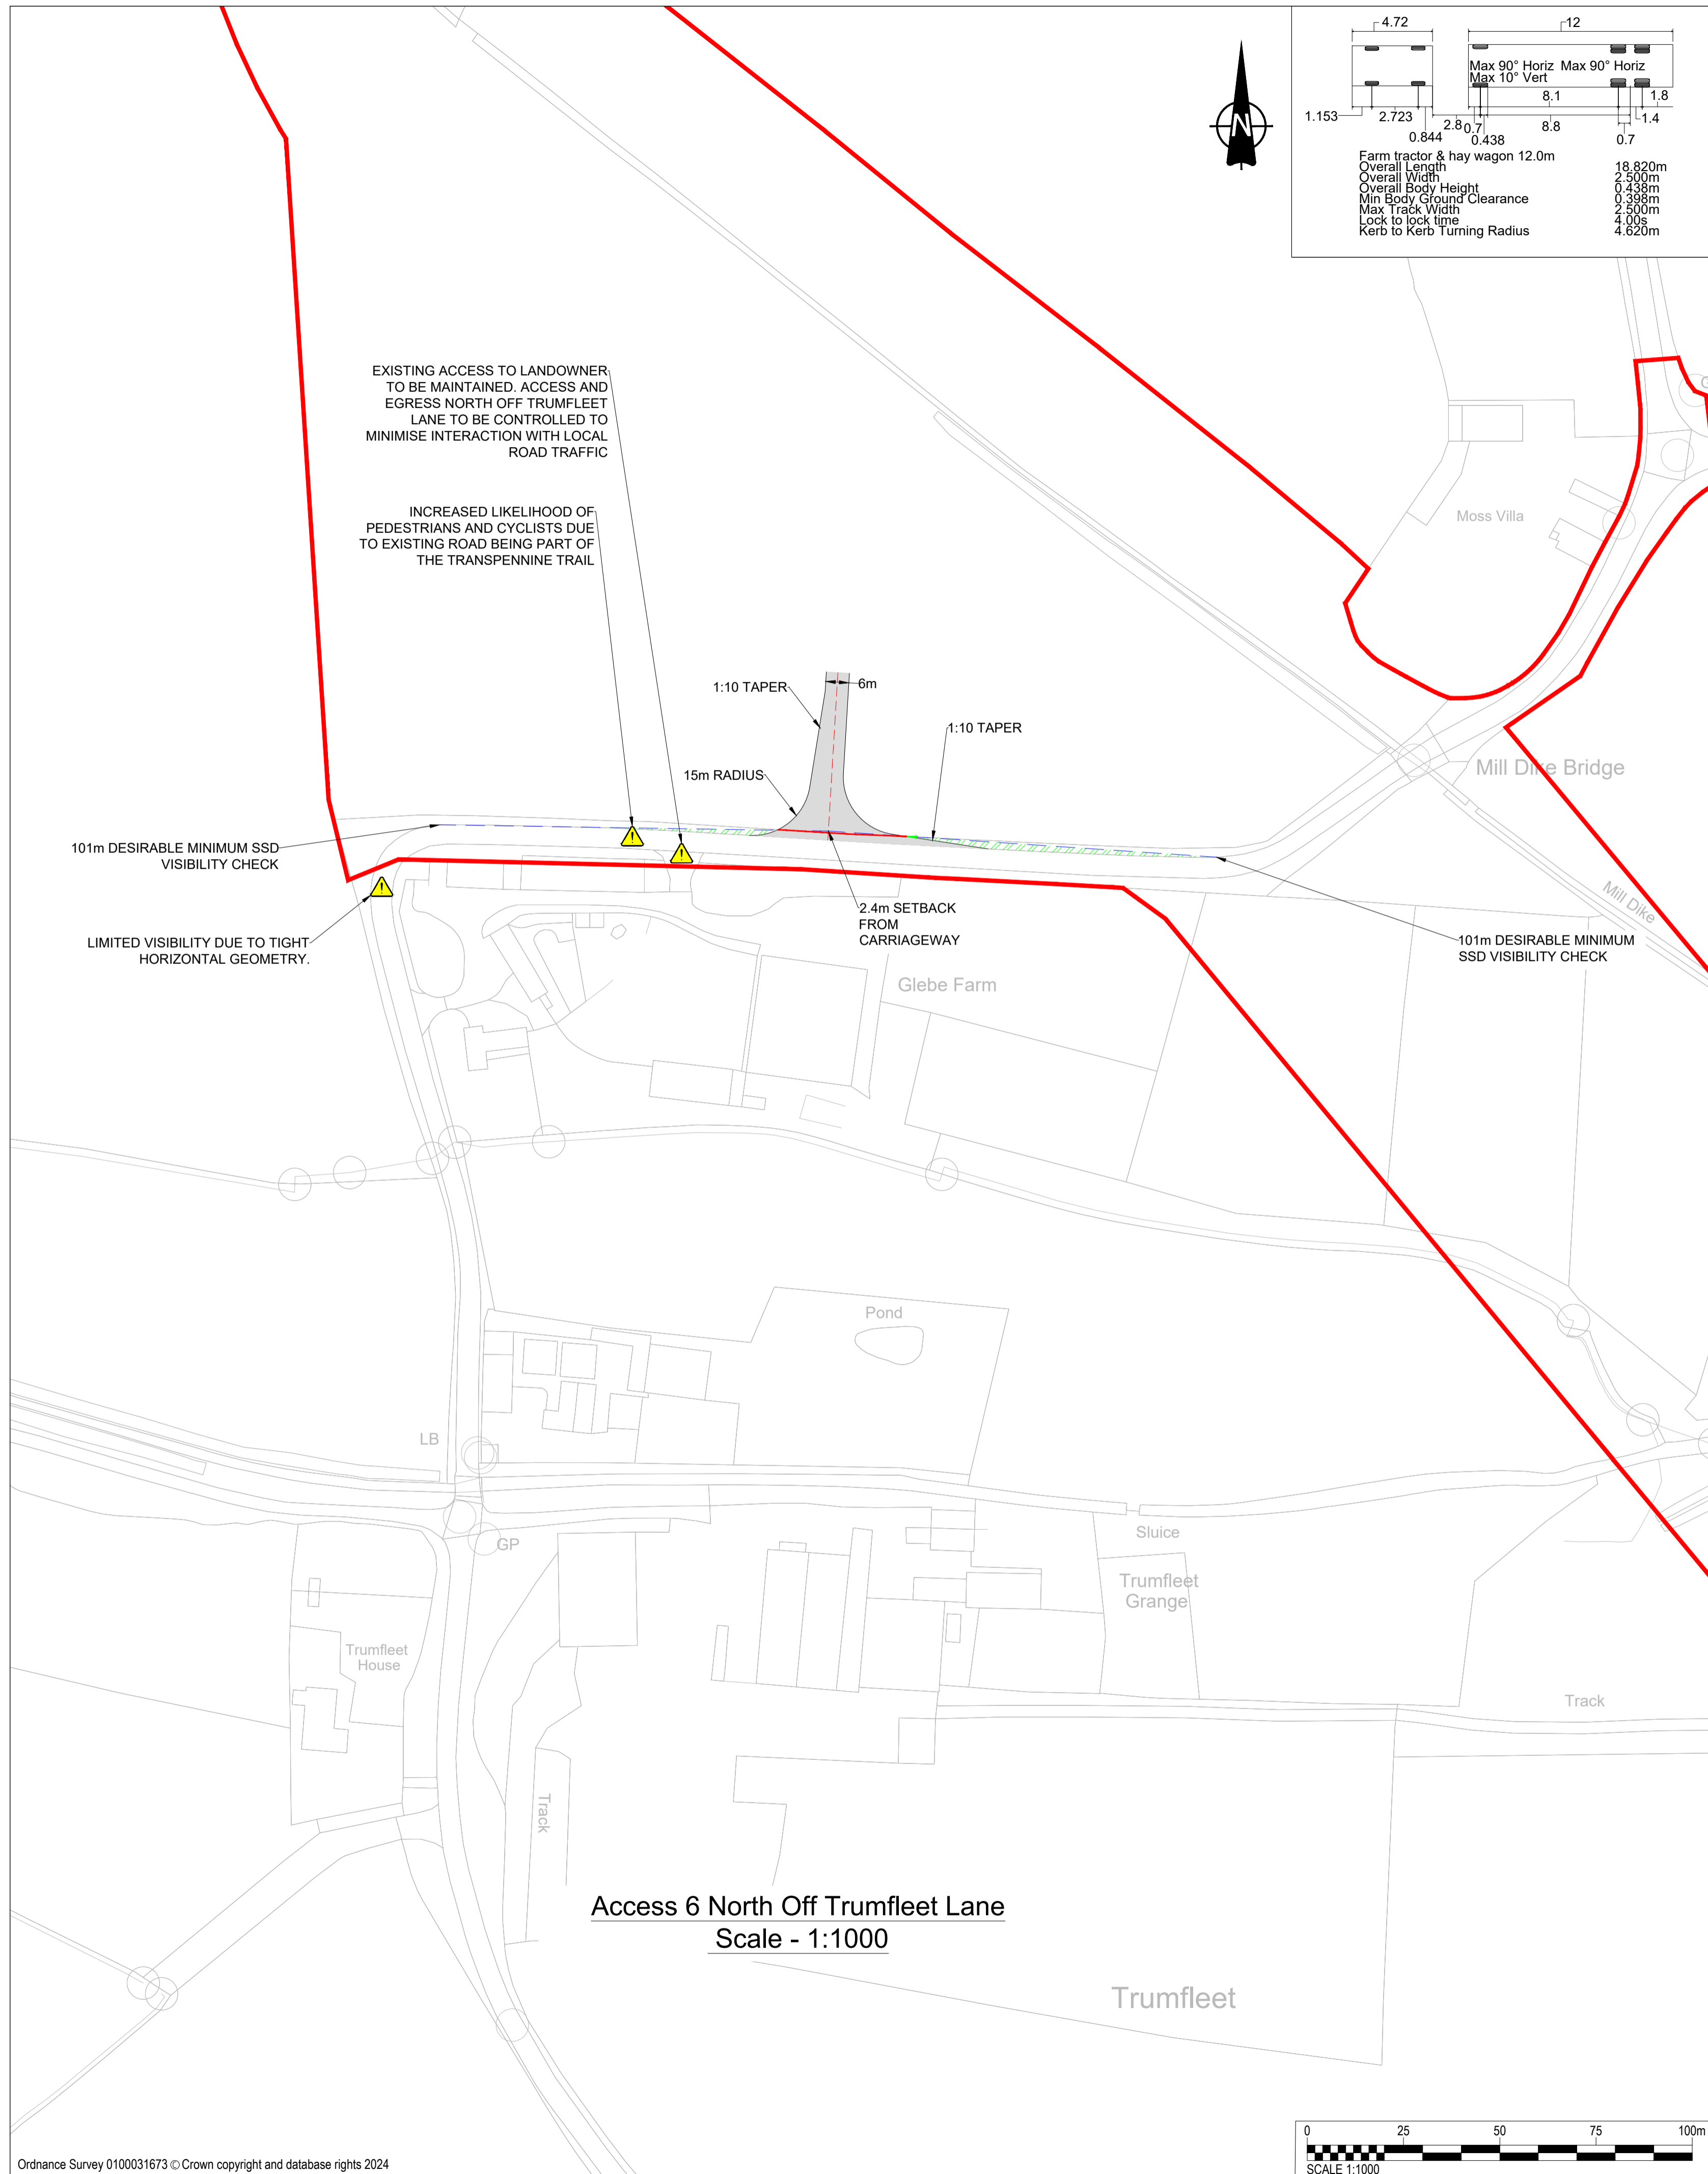 4.72
12
Max 90° Horiz Max 90° Horiz
Max 10° Vert
8.1
1.8
1.153
2.723
2.8
0.7
8.8
1.4
0.844
0.438
0.7
Farm tractor & hay wagon 12.0m
Overall Length 18.820m
Overall Width 2.500m
Overall Body Height 0.438m
Min Body Ground Clearance 0.398m
Max Track Width 2.500m
Lock to lock time 4.00s
Kerb to Kerb Turning Radius 4.620m
N
EXISTING ACCESS TO LANDOWNER
TO BE MAINTAINED. ACCESS AND
EGRESS NORTH OFF TRUMFLEET
LANE TO BE CONTROLLED TO
MINIMISE INTERACTION WITH LOCAL
ROAD TRAFFIC
INCREASED LIKELIHOOD OF
PEDESTRIANS AND CYCLISTS DUE
TO EXISTING ROAD BEING PART OF
THE TRANSPENNINE TRAIL
Moss Villa
1:10 TAPER
6m
1:10 TAPER
15m RADIUS
Mill Dike Bridge
101m DESIRABLE MINIMUM SSD
VISIBILITY CHECK
!
!
!
LIMITED VISIBILITY DUE TO TIGHT
HORIZONTAL GEOMETRY.
2.4m SETBACK
FROM
CARRIAGEWAY
Mill Dike
101m DESIRABLE MINIMUM
SSD VISIBILITY CHECK
Glebe Farm
Pond
LB
GP
Sluice
Trumfleet
Grange
Trumfleet
House
Track
Track
Access 6 North Off Trumfleet Lane
Scale - 1:1000
Trumfleet
0 25 50 75 100m
SCALE 1:1000
Ordnance Survey 0100031673 © Crown copyright and database rights 2024